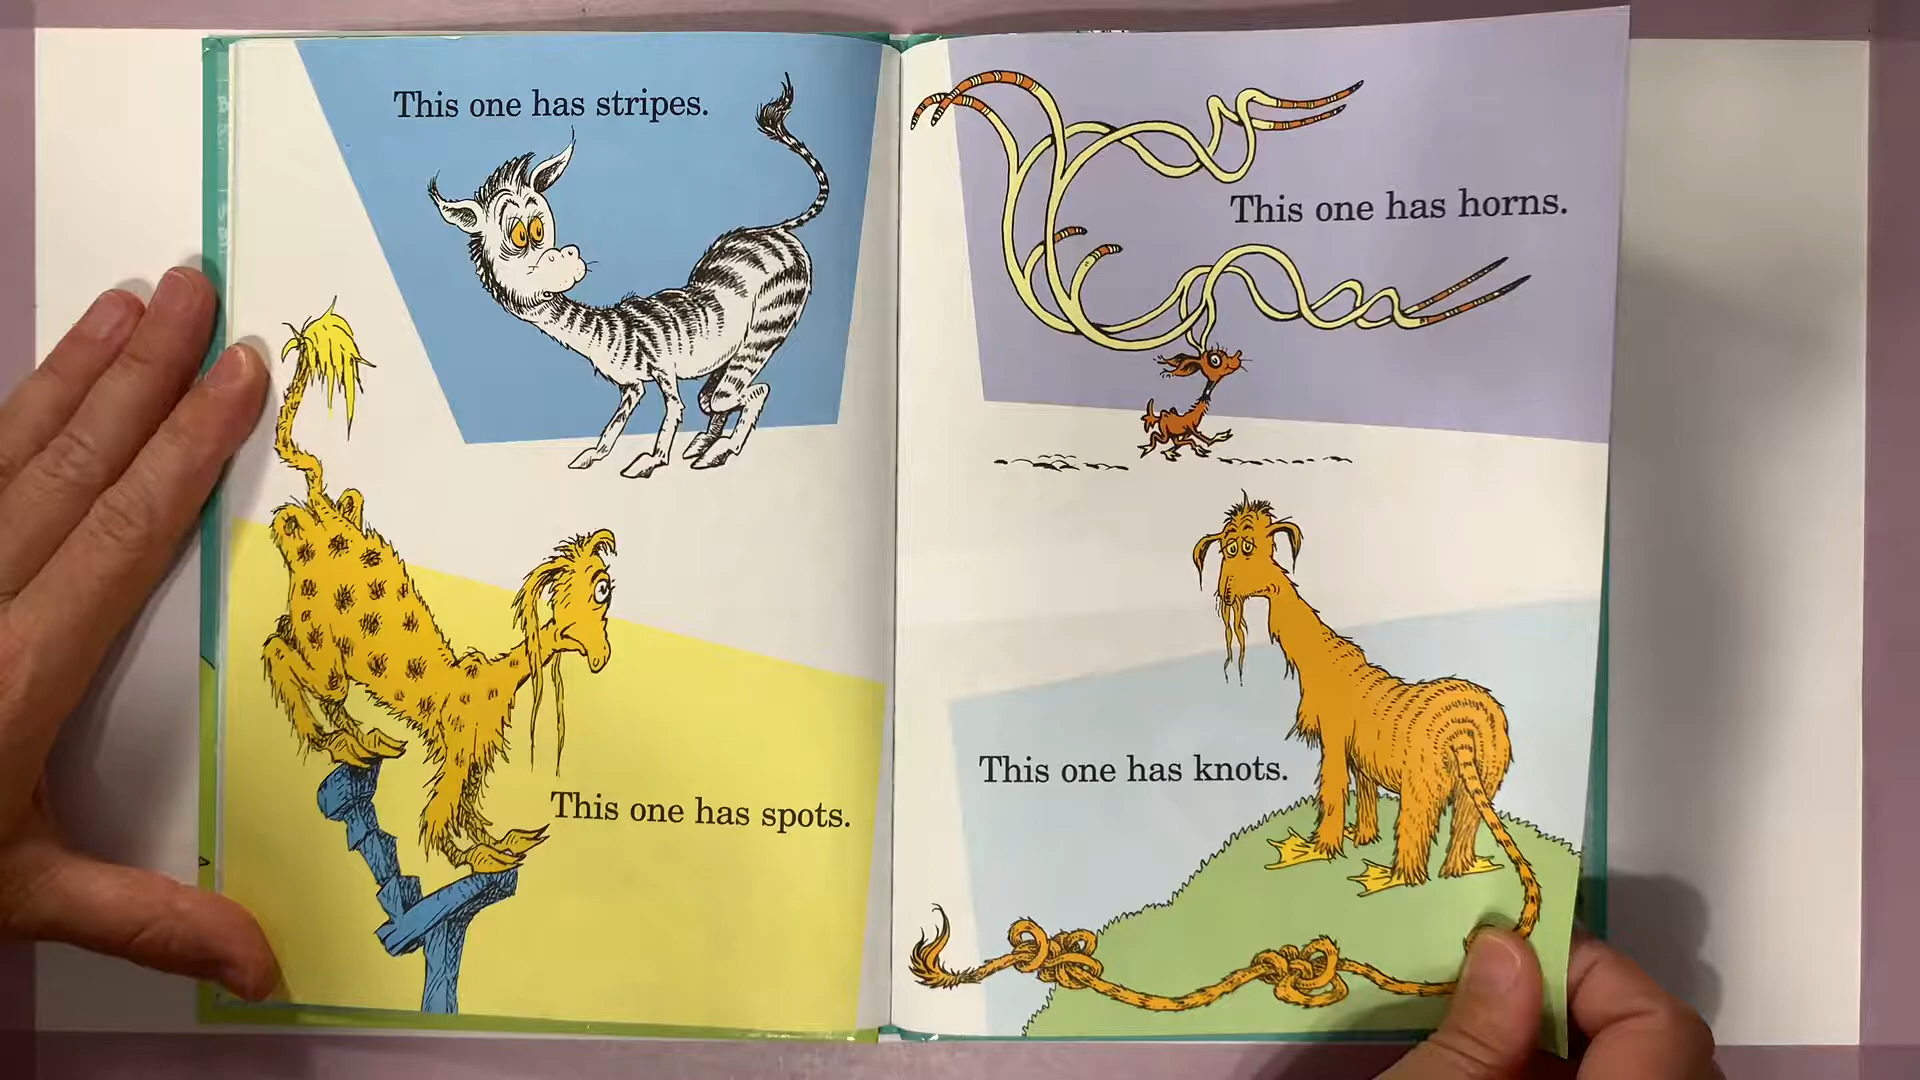 This one has stripes.
This one has spots.
This one has horns.
This one has knots.